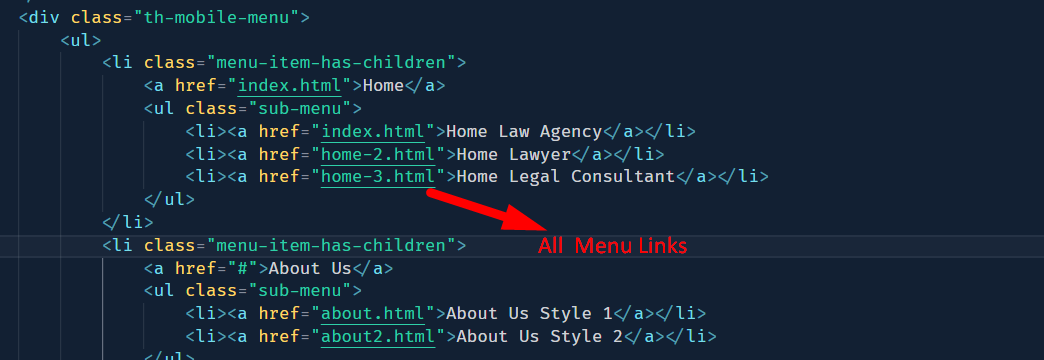 <div class="th-mobile-menu">
<ul>
<li class="menu-item-has-children">
<a href="index.html">Home</a>
<ul class="sub-menu">
<li><a href="index.html">Home Law Agency</a></li>
<li><a href="home-2.html">Home Lawyer</a></li>
<li><a href="home-3.html">Home Legal Consultant</a></li>
</ul>
</li>
<li class="menu-item-has-children">
All Menu Links
<a href="#">About Us</a>
<ul class="sub-menu">
<li><a href="about.html">About Us Style 1</a></li>
<li><a href="about2.html">About Us Style 2</a></li>
</ul>